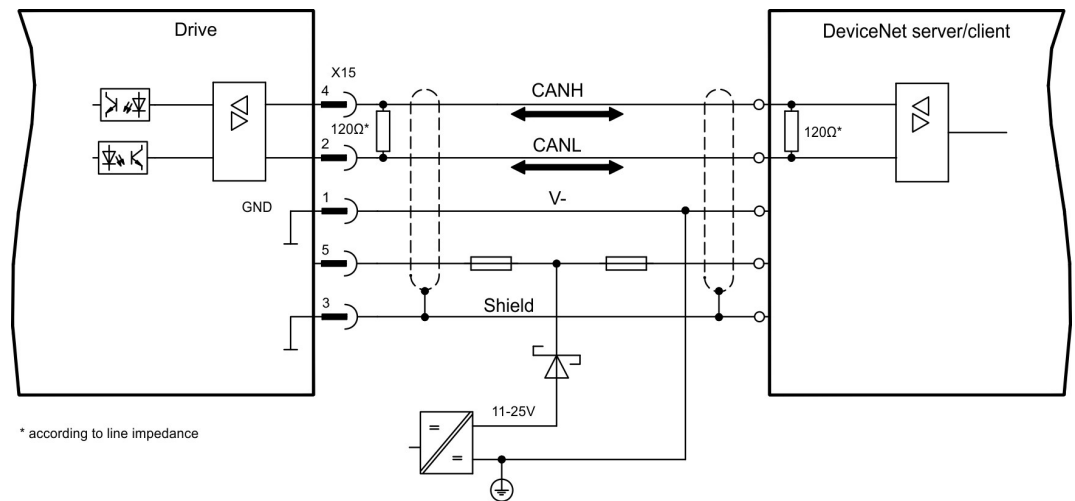 Drive
DeviceNet server/client
X15
4
CANH
120Ω*
120Ω*
2
CANL
1
V-
GND
5
3
Shield
11-25V
=
=
* according to line impedance